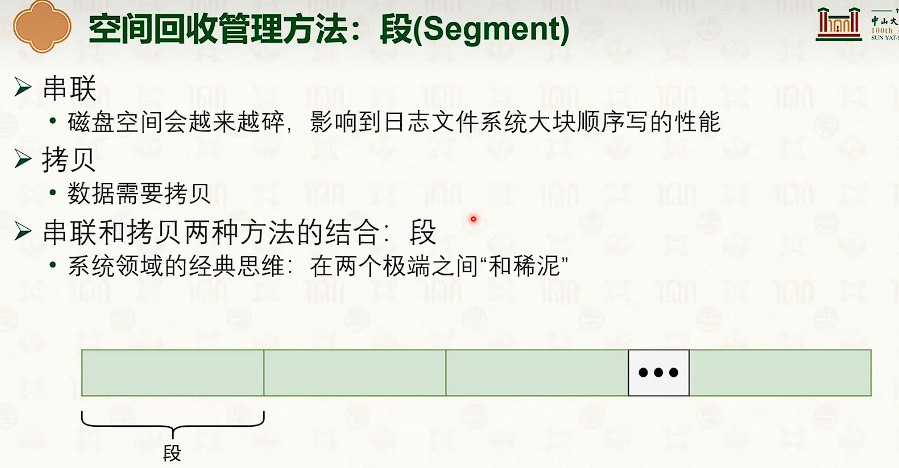 空间回收管理方法：段(Segment)
中山大
100th
SUN YAT-S
➢ 串联
• 磁盘空间会越来越碎，影响到日志文件系统大块顺序写的性能
➢ 拷贝
• 数据需要拷贝
➢ 串联和拷贝两种方法的结合：段
• 系统领域的经典思维：在两个极端之间“和稀泥”
•••
段